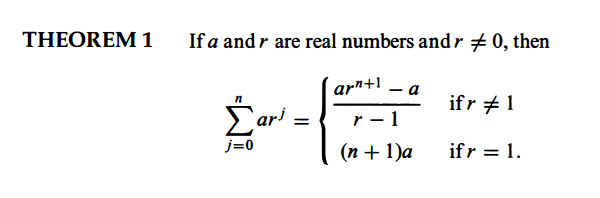 THEOREM 1 If a and r are real numbers and r ≠ 0, then
n
∑ ar^j = { (ar^{n+1} − a)/(r − 1) if r ≠ 1
j=0
(n + 1)a if r = 1.